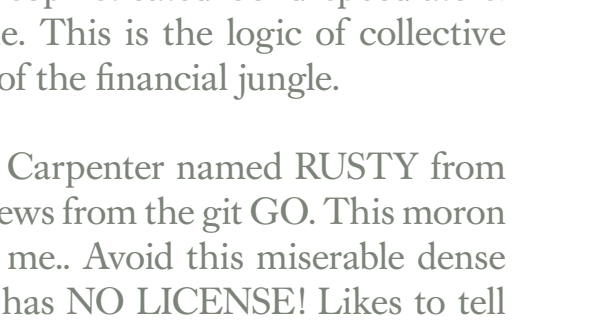 e. This is the logic of collective
of the financial jungle.
Carpenter named RUSTY from
ews from the git GO. This moron
me.. Avoid this miserable dense
has NO LICENSE! Likes to tell